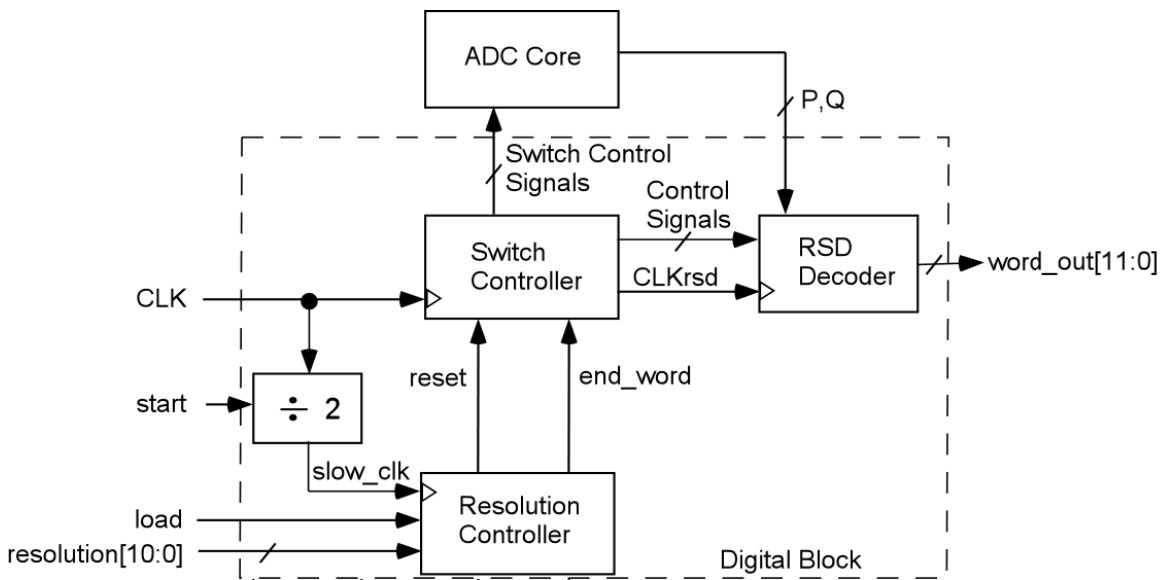 ADC Core
P,Q
Switch Control
Signals
Control
Signals
Switch
Controller
RSD
Decoder
word_out[11:0]
CLKrsd
CLK
reset
end_word
start
÷ 2
slow_clk
Resolution
Controller
load
resolution[10:0]
Digital Block